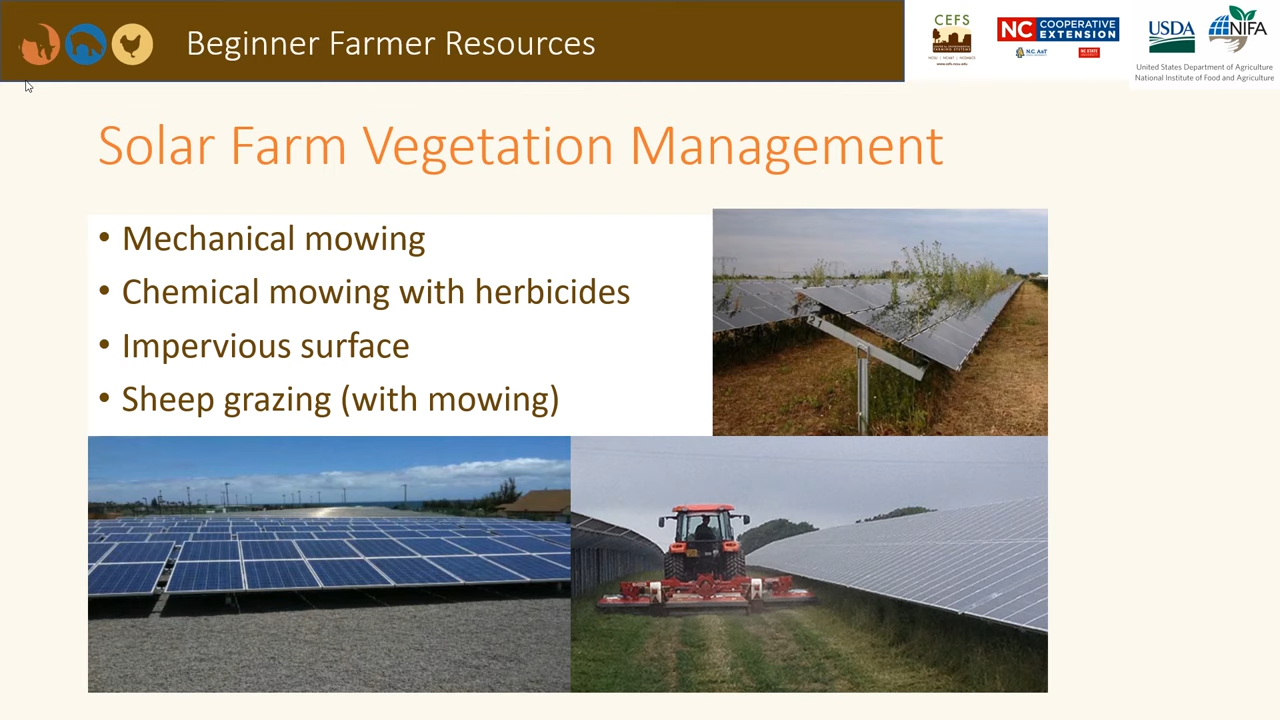 Beginner Farmer Resources
CEFS
NC
COOPERATIVE
EXTENSION
N.C. A&T
NC STATE
USDA
NIFA
United States Department of Agriculture
National Institute of Food and Agriculture
Solar Farm Vegetation Management
• Mechanical mowing
• Chemical mowing with herbicides
• Impervious surface
• Sheep grazing (with mowing)
21